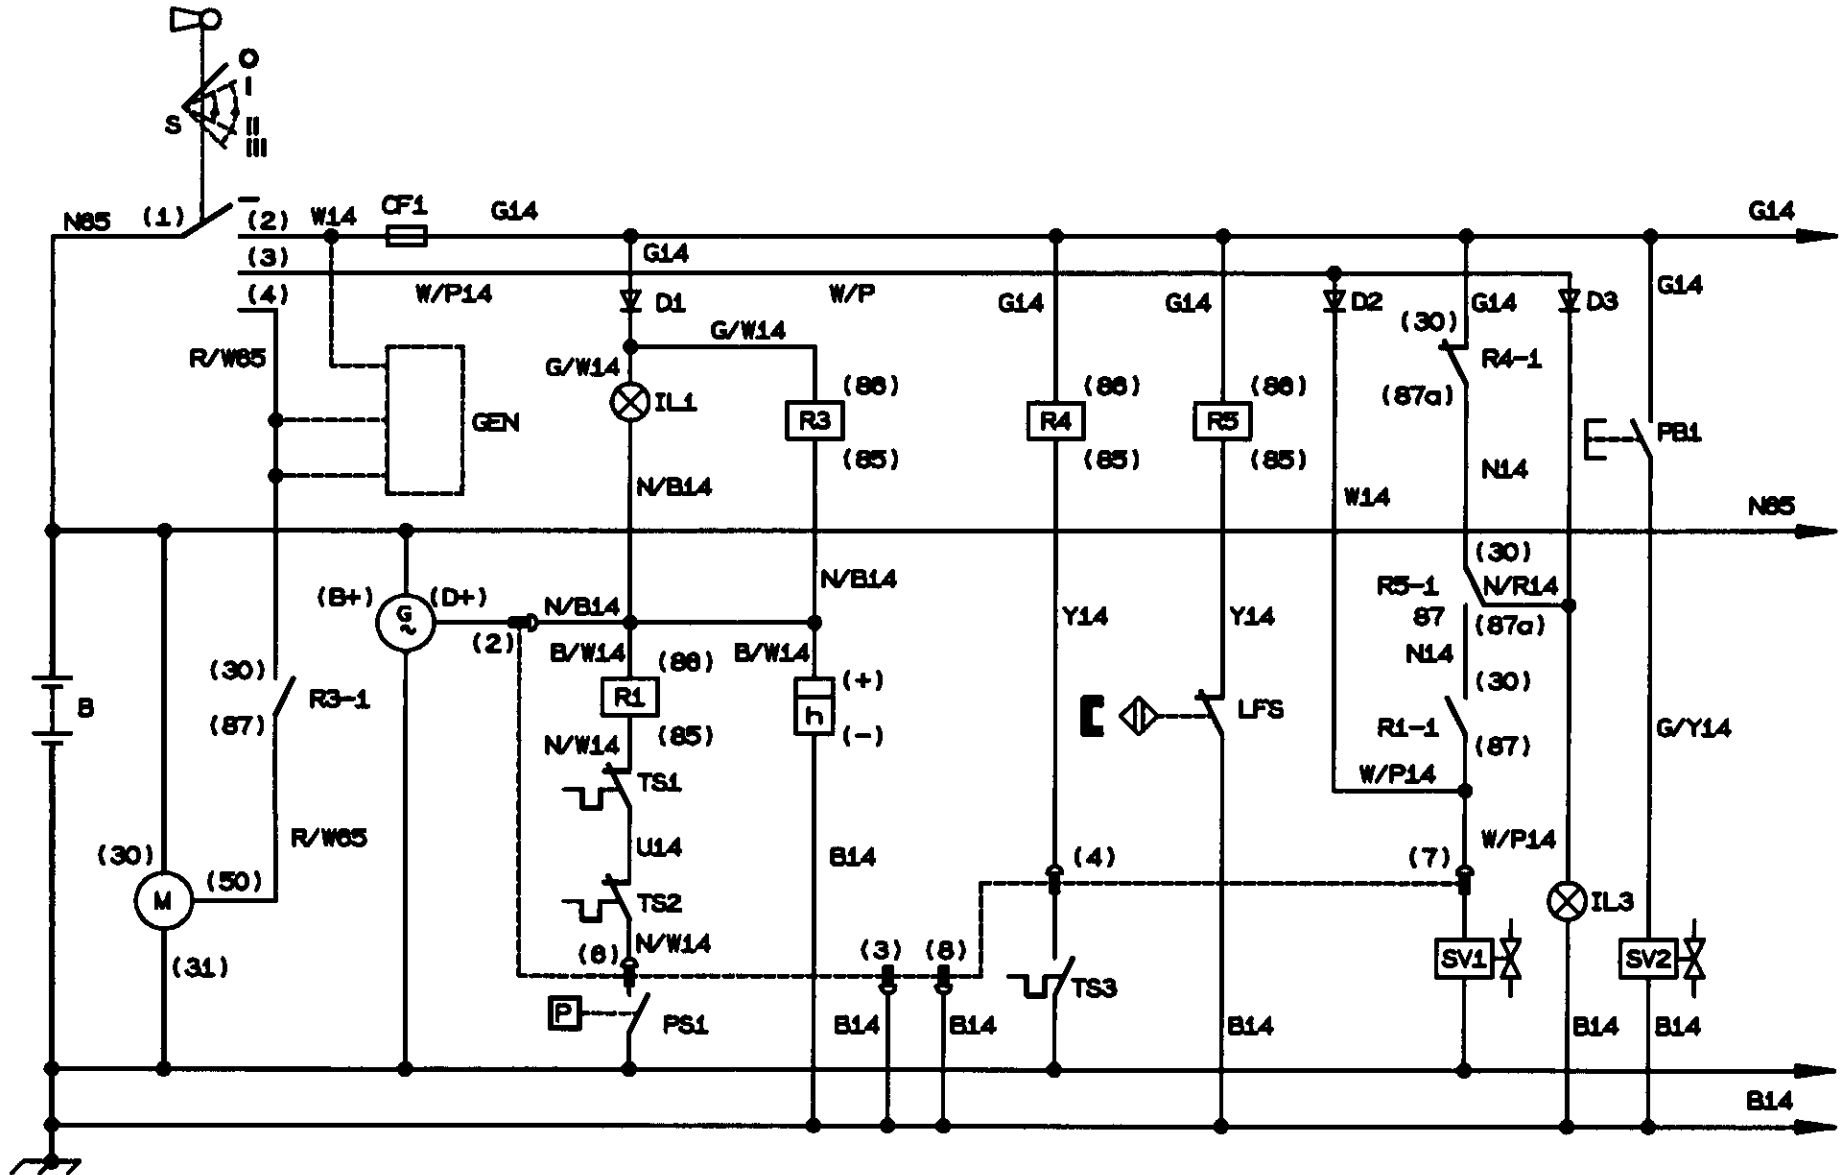 O
I
S
II
III
N65 (1) (2) W14 CF1 G14 G14
(3) G14
(4) W/P14 W/P G14 G14 D2 G14 D3 G14
D1
G/W14 (30)
R/W65 G/W14 R4-1
(86) (86) (86) (87a)
GEN IL1 R3 R4 R5 PB1
(85) (85) (85)
N/B14 W14 N14
N65
(30)
(B+) G (D+) N/B14 N/B14 R5-1 N/R14
(2) Y14 Y14 87 (87a)
B/W14 (86) B/W14 N14
(30) (+) (30)
B R3-1 R1 h LFS
(87) (85) (-) R1-1 (87) G/Y14
N/W14
TS1 W/P14
R/W65 U14 B14 W/P14
(30) (4) (7)
M (50) TS2 IL3
N/W14
(31) (6) (3) (8) SV1 SV2
TS3
P PS1 B14 B14 B14 B14 B14
B14